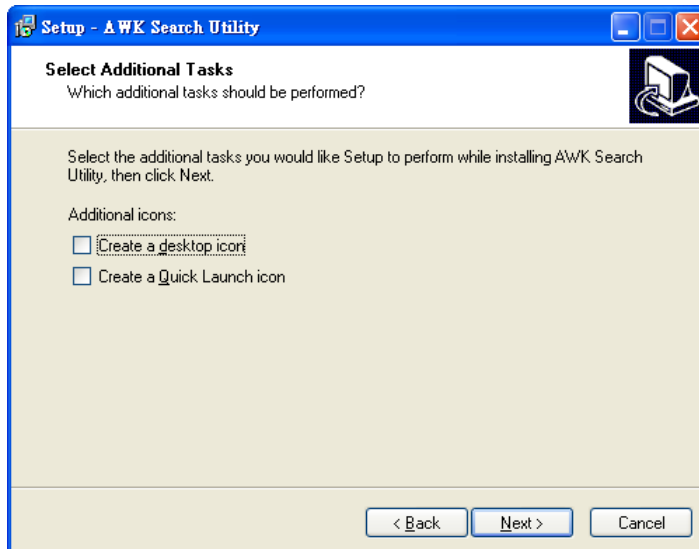 Setup - AWK Search Utility
Select Additional Tasks
Which additional tasks should be performed?
Select the additional tasks you would like Setup to perform while installing AWK Search
Utility, then click Next.
Additional icons:
Create a desktop icon
Create a Quick Launch icon
< Back Next > Cancel